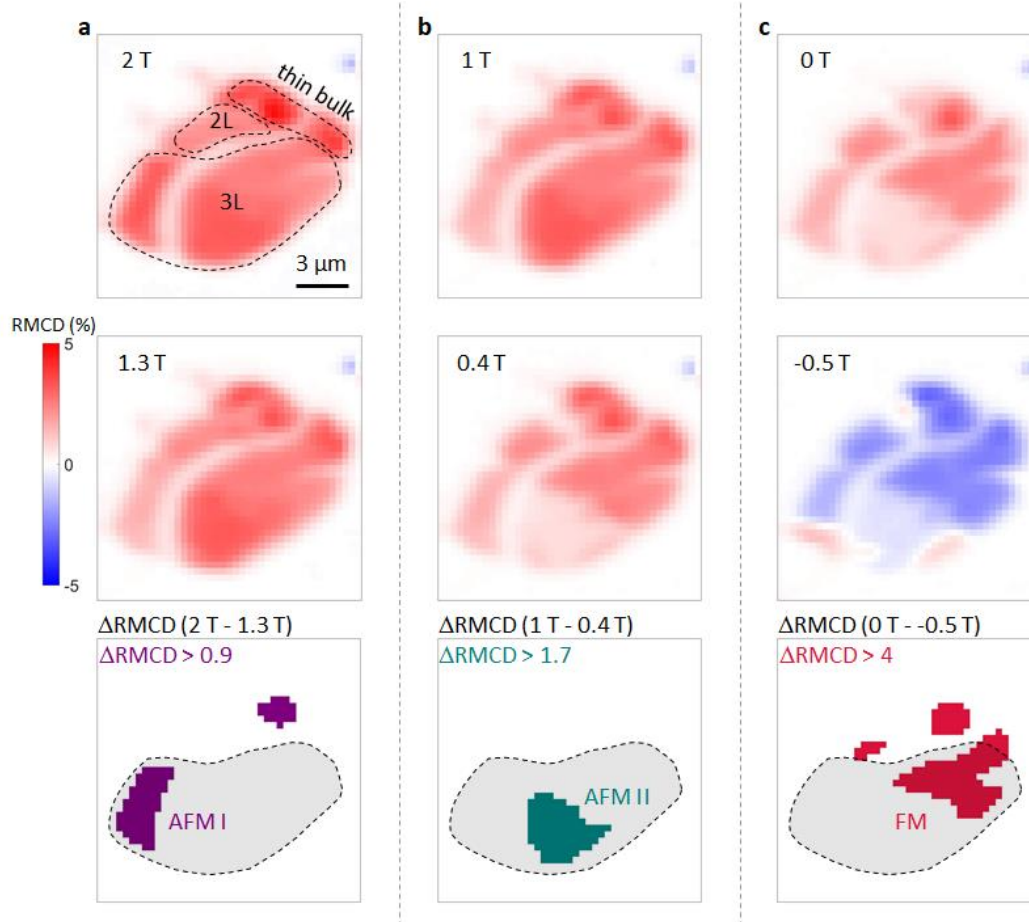 a
b
c
2 T
1 T
0 T
thin bulk
2L
3L
3 μm
RMCD (%)
5
0
-5
1.3 T
0.4 T
-0.5 T
ΔRMCD (2 T - 1.3 T)
ΔRMCD > 0.9
AFM I
ΔRMCD (1 T - 0.4 T)
ΔRMCD > 1.7
AFM II
ΔRMCD (0 T - -0.5 T)
ΔRMCD > 4
FM